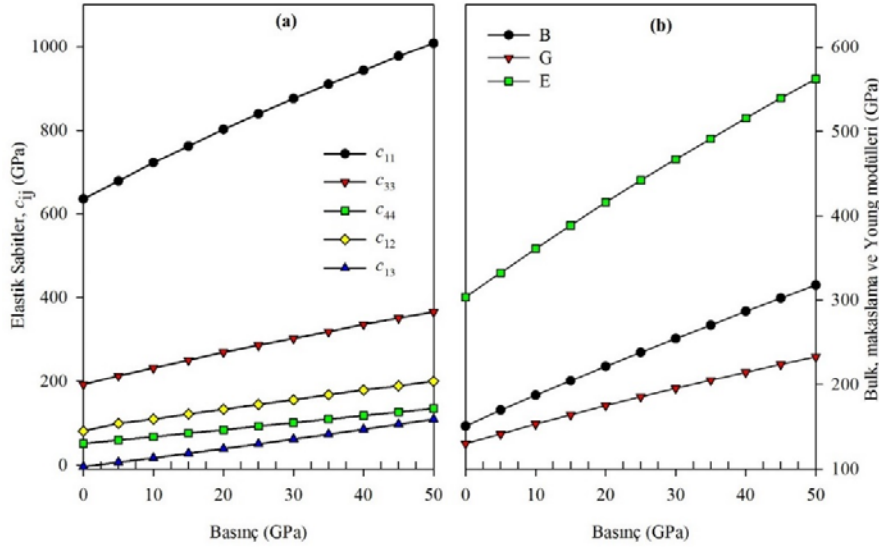 (a)
1000
800
600
400
200
0
Elastik Sabitler, cij (GPa)
c11
c33
c44
c12
c13
0 10 20 30 40 50
Basınç (GPa)
(b)
B
G
E
600
500
400
300
200
100
Bulk, makaslama ve Young modülleri (GPa)
0 10 20 30 40 50
Basınç (GPa)